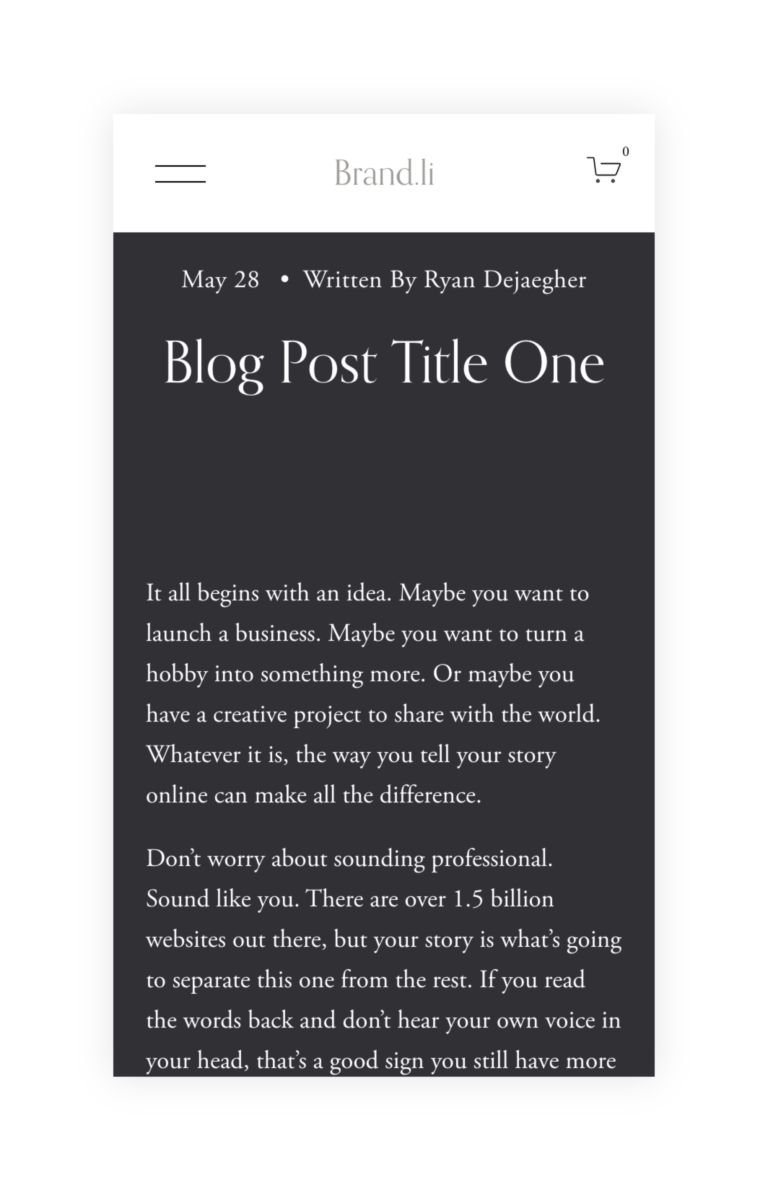 Brand.li
0
May 28 • Written By Ryan Dejaegher
Blog Post Title One
It all begins with an idea. Maybe you want to
launch a business. Maybe you want to turn a
hobby into something more. Or maybe you
have a creative project to share with the world.
Whatever it is, the way you tell your story
online can make all the difference.
Don’t worry about sounding professional.
Sound like you. There are over 1.5 billion
websites out there, but your story is what’s going
to separate this one from the rest. If you read
the words back and don’t hear your own voice in
your head, that’s a good sign you still have more